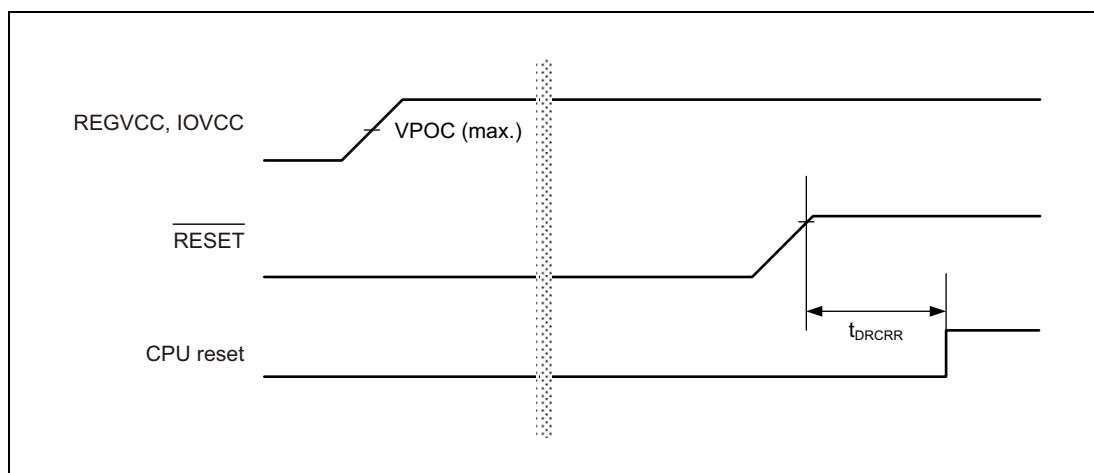 REGVCC, IOVCC
VPOC (max.)
RESET
tDRCRR
CPU reset